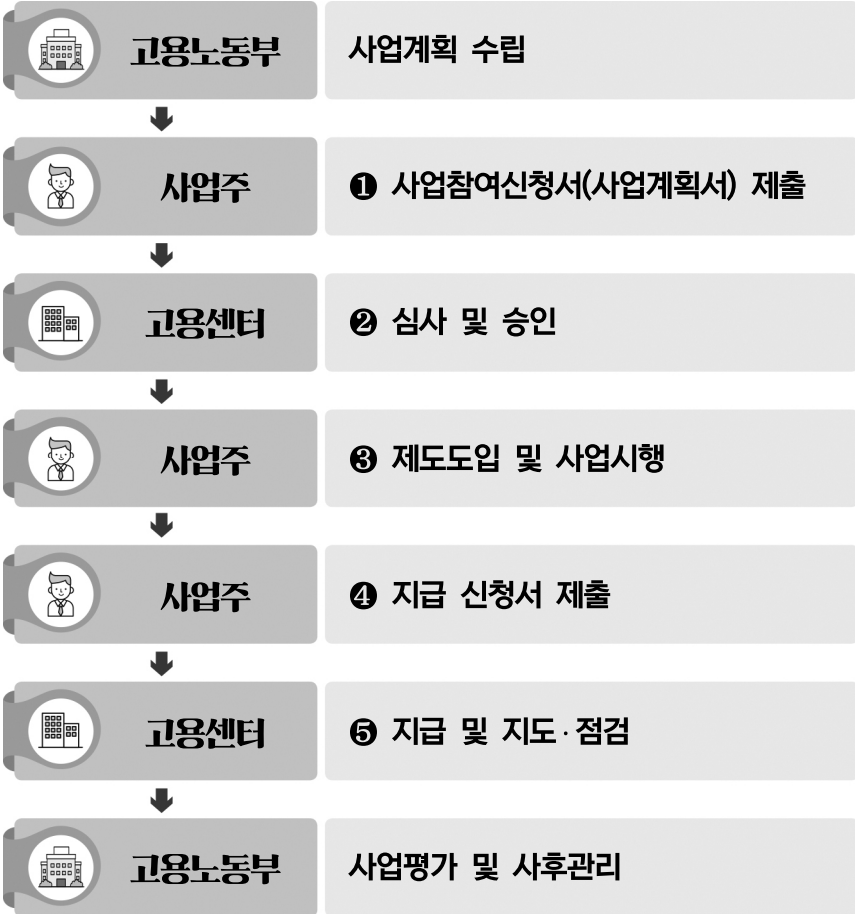 고용노동부 사업계획 수립
사업주 ❶ 사업참여신청서(사업계획서) 제출
고용센터 ❷ 심사 및 승인
사업주 ❸ 제도도입 및 사업시행
사업주 ❹ 지급 신청서 제출
고용센터 ❺ 지급 및 지도·점검
고용노동부 사업평가 및 사후관리